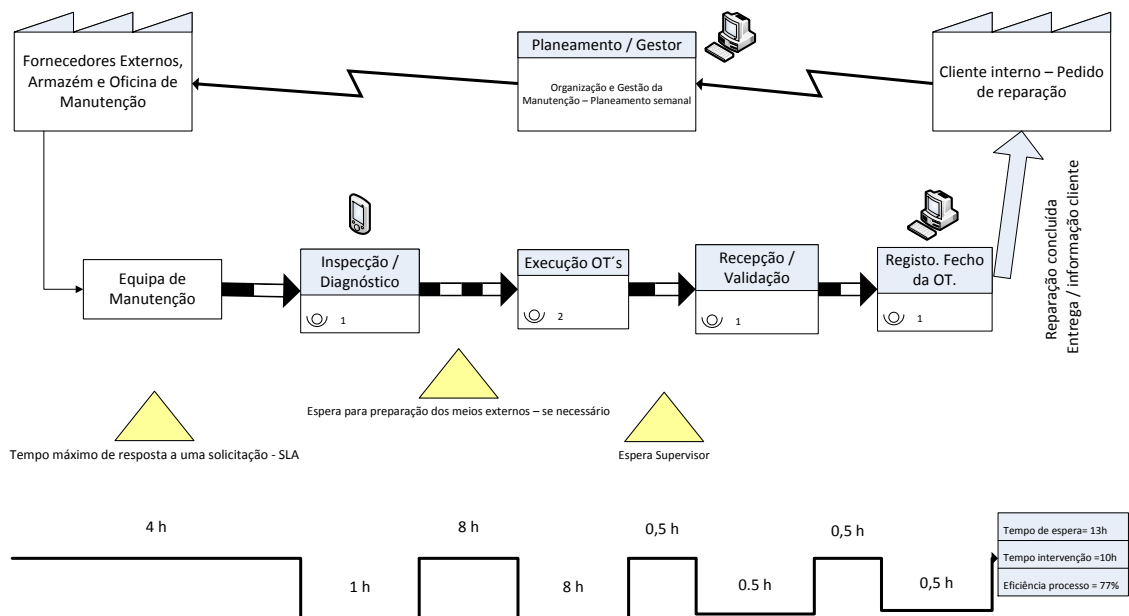 Fornecedores Externos,
Armazém e Oficina de
Manutenção
Planeamento / Gestor
Organização e Gestão da
Manutenção – Planeamento semanal
Cliente interno – Pedido
de reparação
Equipa de
Manutenção
Inspecção /
Diagnóstico
1
Execução OT´s
2
Recepção /
Validação
1
Registo. Fecho
da OT.
1
Reparação concluída
Entrega / informação cliente
Tempo máximo de resposta a uma solicitação - SLA
Espera para preparação dos meios externos – se necessário
Espera Supervisor
4 h
1 h
8 h
8 h
0,5 h
0.5 h
0,5 h
0,5 h
Tempo de espera= 13h
Tempo intervenção =10h
Eficiência processo = 77%